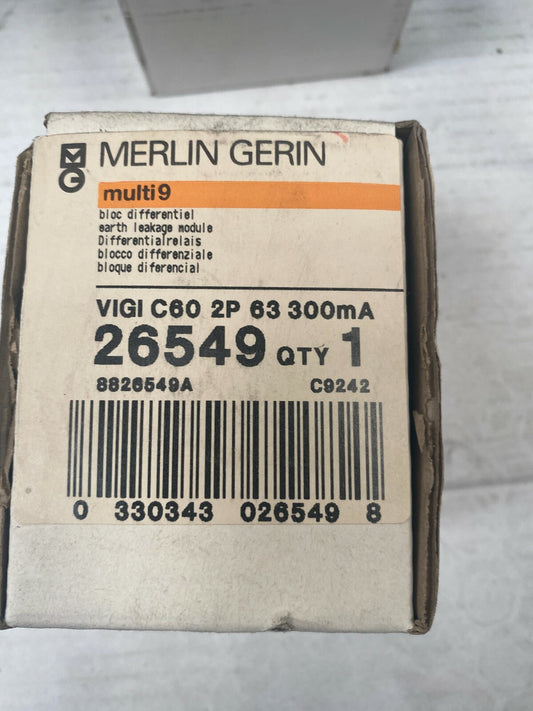 MG MERLIN GERIN
multi9
bloc differentiel
earth leakage module
Differentialrelais
blocco differenziale
bloque diferencial
VIGI C60 2P 63 300mA
26549 QTY 1
8826549A C9242
0 330343 026549 8